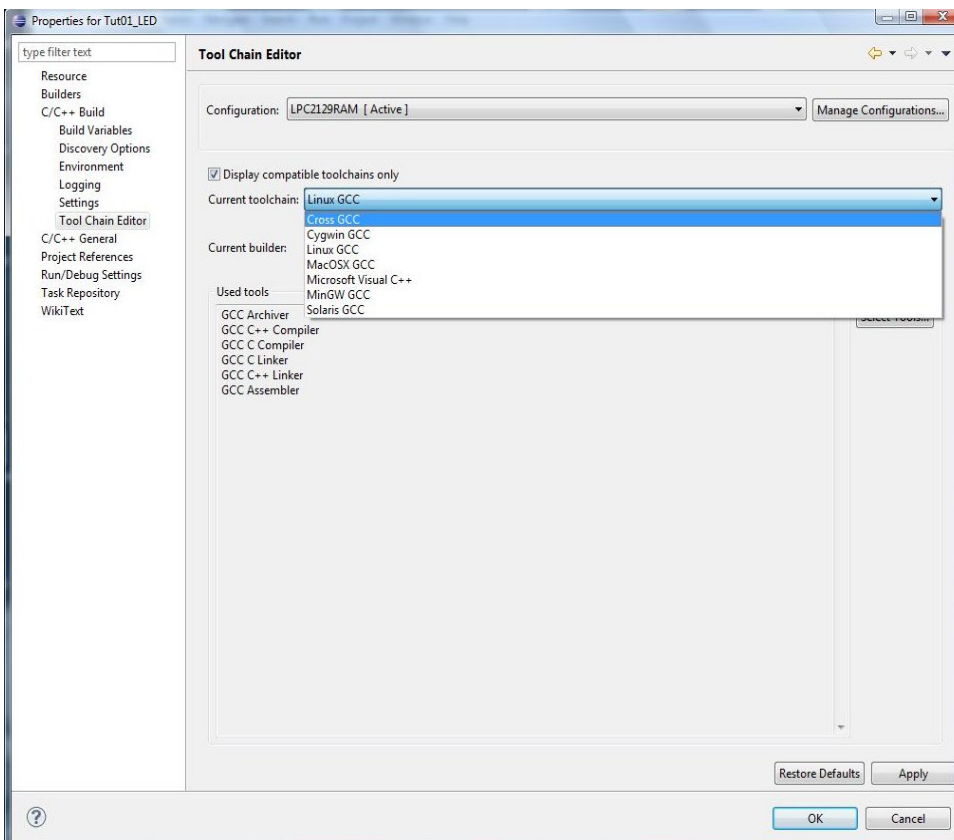 Properties for Tut01_LED
type filter text
Resource
Builders
C/C++ Build
Build Variables
Discovery Options
Environment
Logging
Settings
Tool Chain Editor
C/C++ General
Project References
Run/Debug Settings
Task Repository
WikiText
Tool Chain Editor
Configuration: LPC2129RAM [ Active ]
Manage Configurations...
Display compatible toolchains only
Current toolchain: Linux GCC
Cross GCC
Cygwin GCC
Linux GCC
MacOSX GCC
Microsoft Visual C++
MinGW GCC
Solaris GCC
Current builder:
Used tools
Select Tools...
GCC Archiver
GCC C++ Compiler
GCC C Compiler
GCC C Linker
GCC C++ Linker
GCC Assembler
Restore Defaults
Apply
OK
Cancel